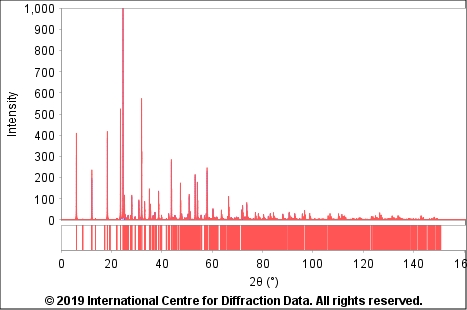 1,000
900
800
700
600
500
400
300
200
100
0
Intensity
0 20 40 60 80 100 120 140 16
2θ (°)
© 2019 International Centre for Diffraction Data. All rights reserved.